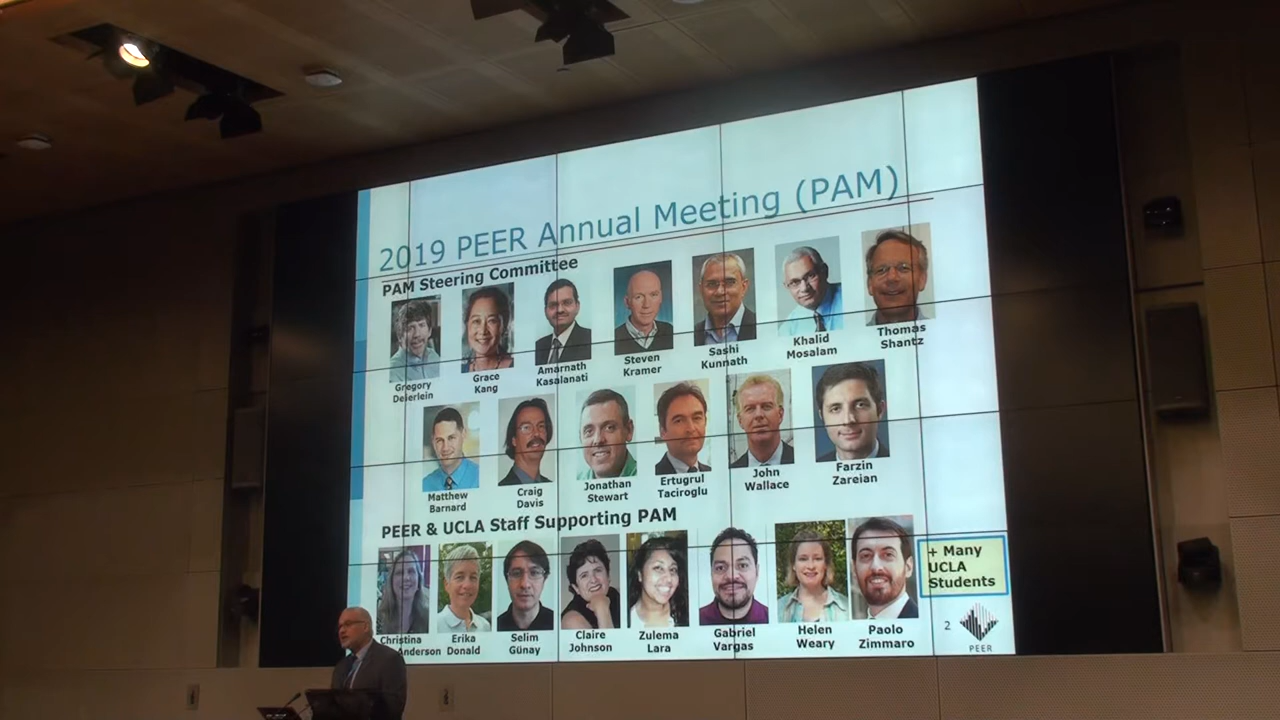 2019 PEER Annual Meeting (PAM)
PAM Steering Committee
Gregory
Deierlein
Grace
Kang
Amarnath
Kasalanati
Steven
Kramer
Sashi
Kunnath
Khalid
Mosalam
Thomas
Shantz
Matthew
Barnard
Craig
Davis
Jonathan
Stewart
Ertugrul
Taciroglu
John
Wallace
Farzin
Zareian
PEER & UCLA Staff Supporting PAM
Christina
Anderson
Erika
Donald
Selim
Günay
Claire
Johnson
Zulema
Lara
Gabriel
Vargas
Helen
Weary
Paolo
Zimmaro
+ Many
UCLA
Students
2
PEER